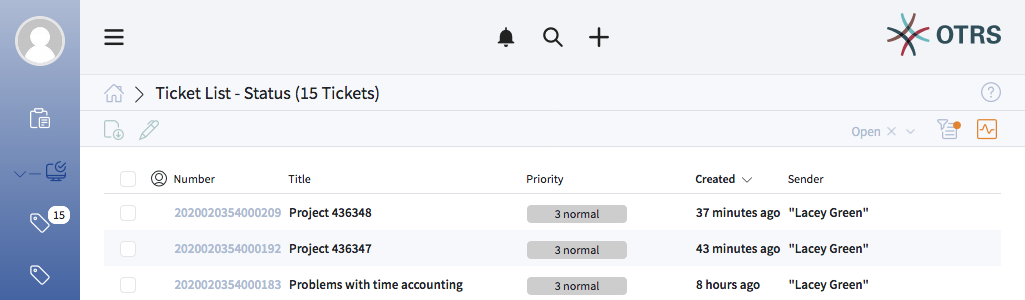 OTRS
Ticket List - Status (15 Tickets)
Open
Number Title Priority Created Sender
2020020354000209 Project 436348 3 normal 37 minutes ago "Lacey Green"
15
2020020354000192 Project 436347 3 normal 43 minutes ago "Lacey Green"
2020020354000183 Problems with time accounting 3 normal 8 hours ago "Lacey Green"